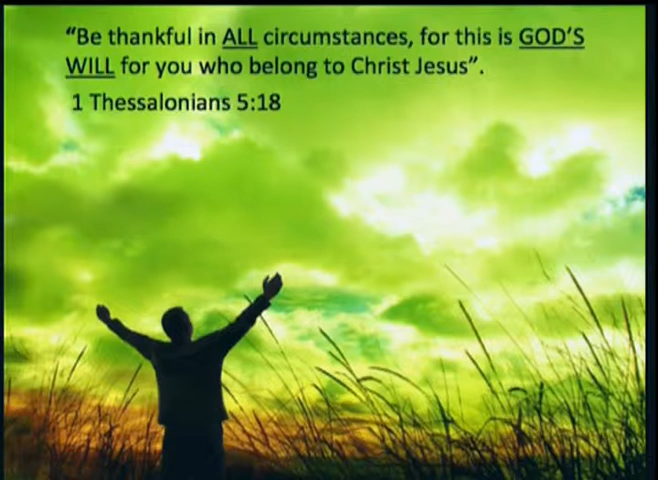 “Be thankful in ALL circumstances, for this is GOD’S
WILL for you who belong to Christ Jesus”.
1 Thessalonians 5:18